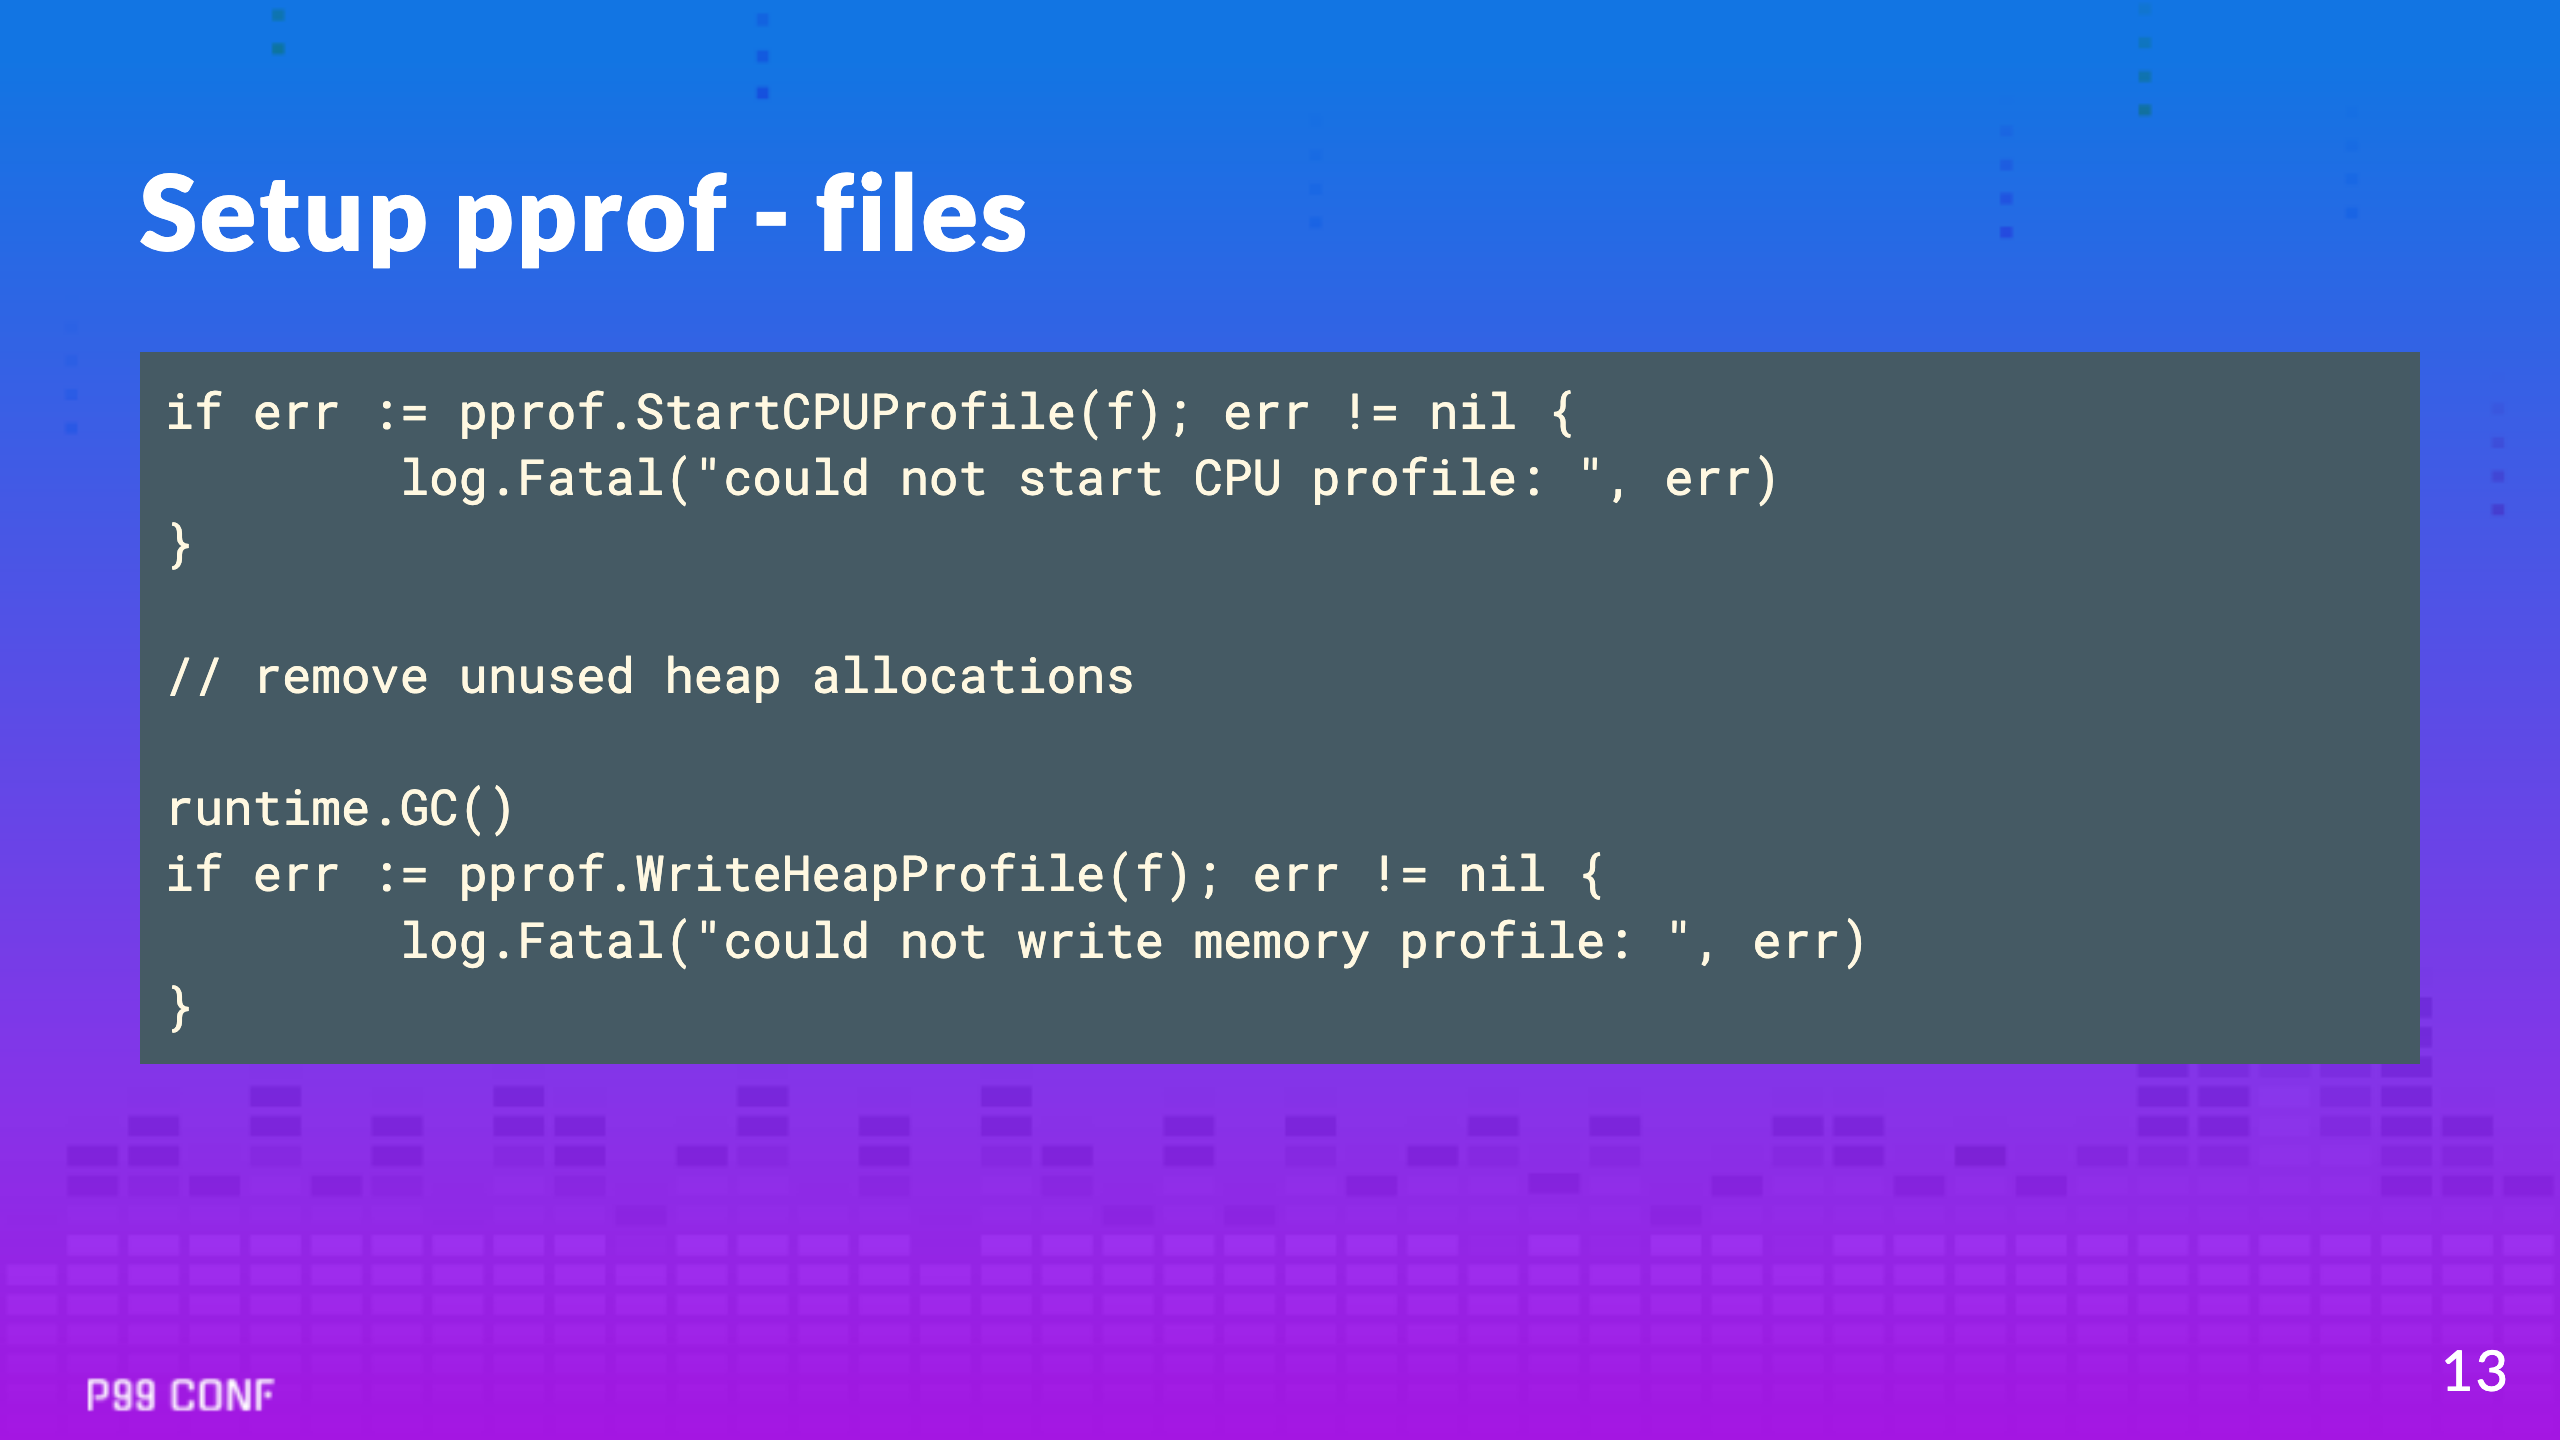 Setup pprof - files
if err := pprof.StartCPUProfile(f); err != nil {
        log.Fatal("could not start CPU profile: ", err)
}
// remove unused heap allocations
runtime.GC()
if err := pprof.WriteHeapProfile(f); err != nil {
        log.Fatal("could not write memory profile: ", err)
}
P99 CONF
13